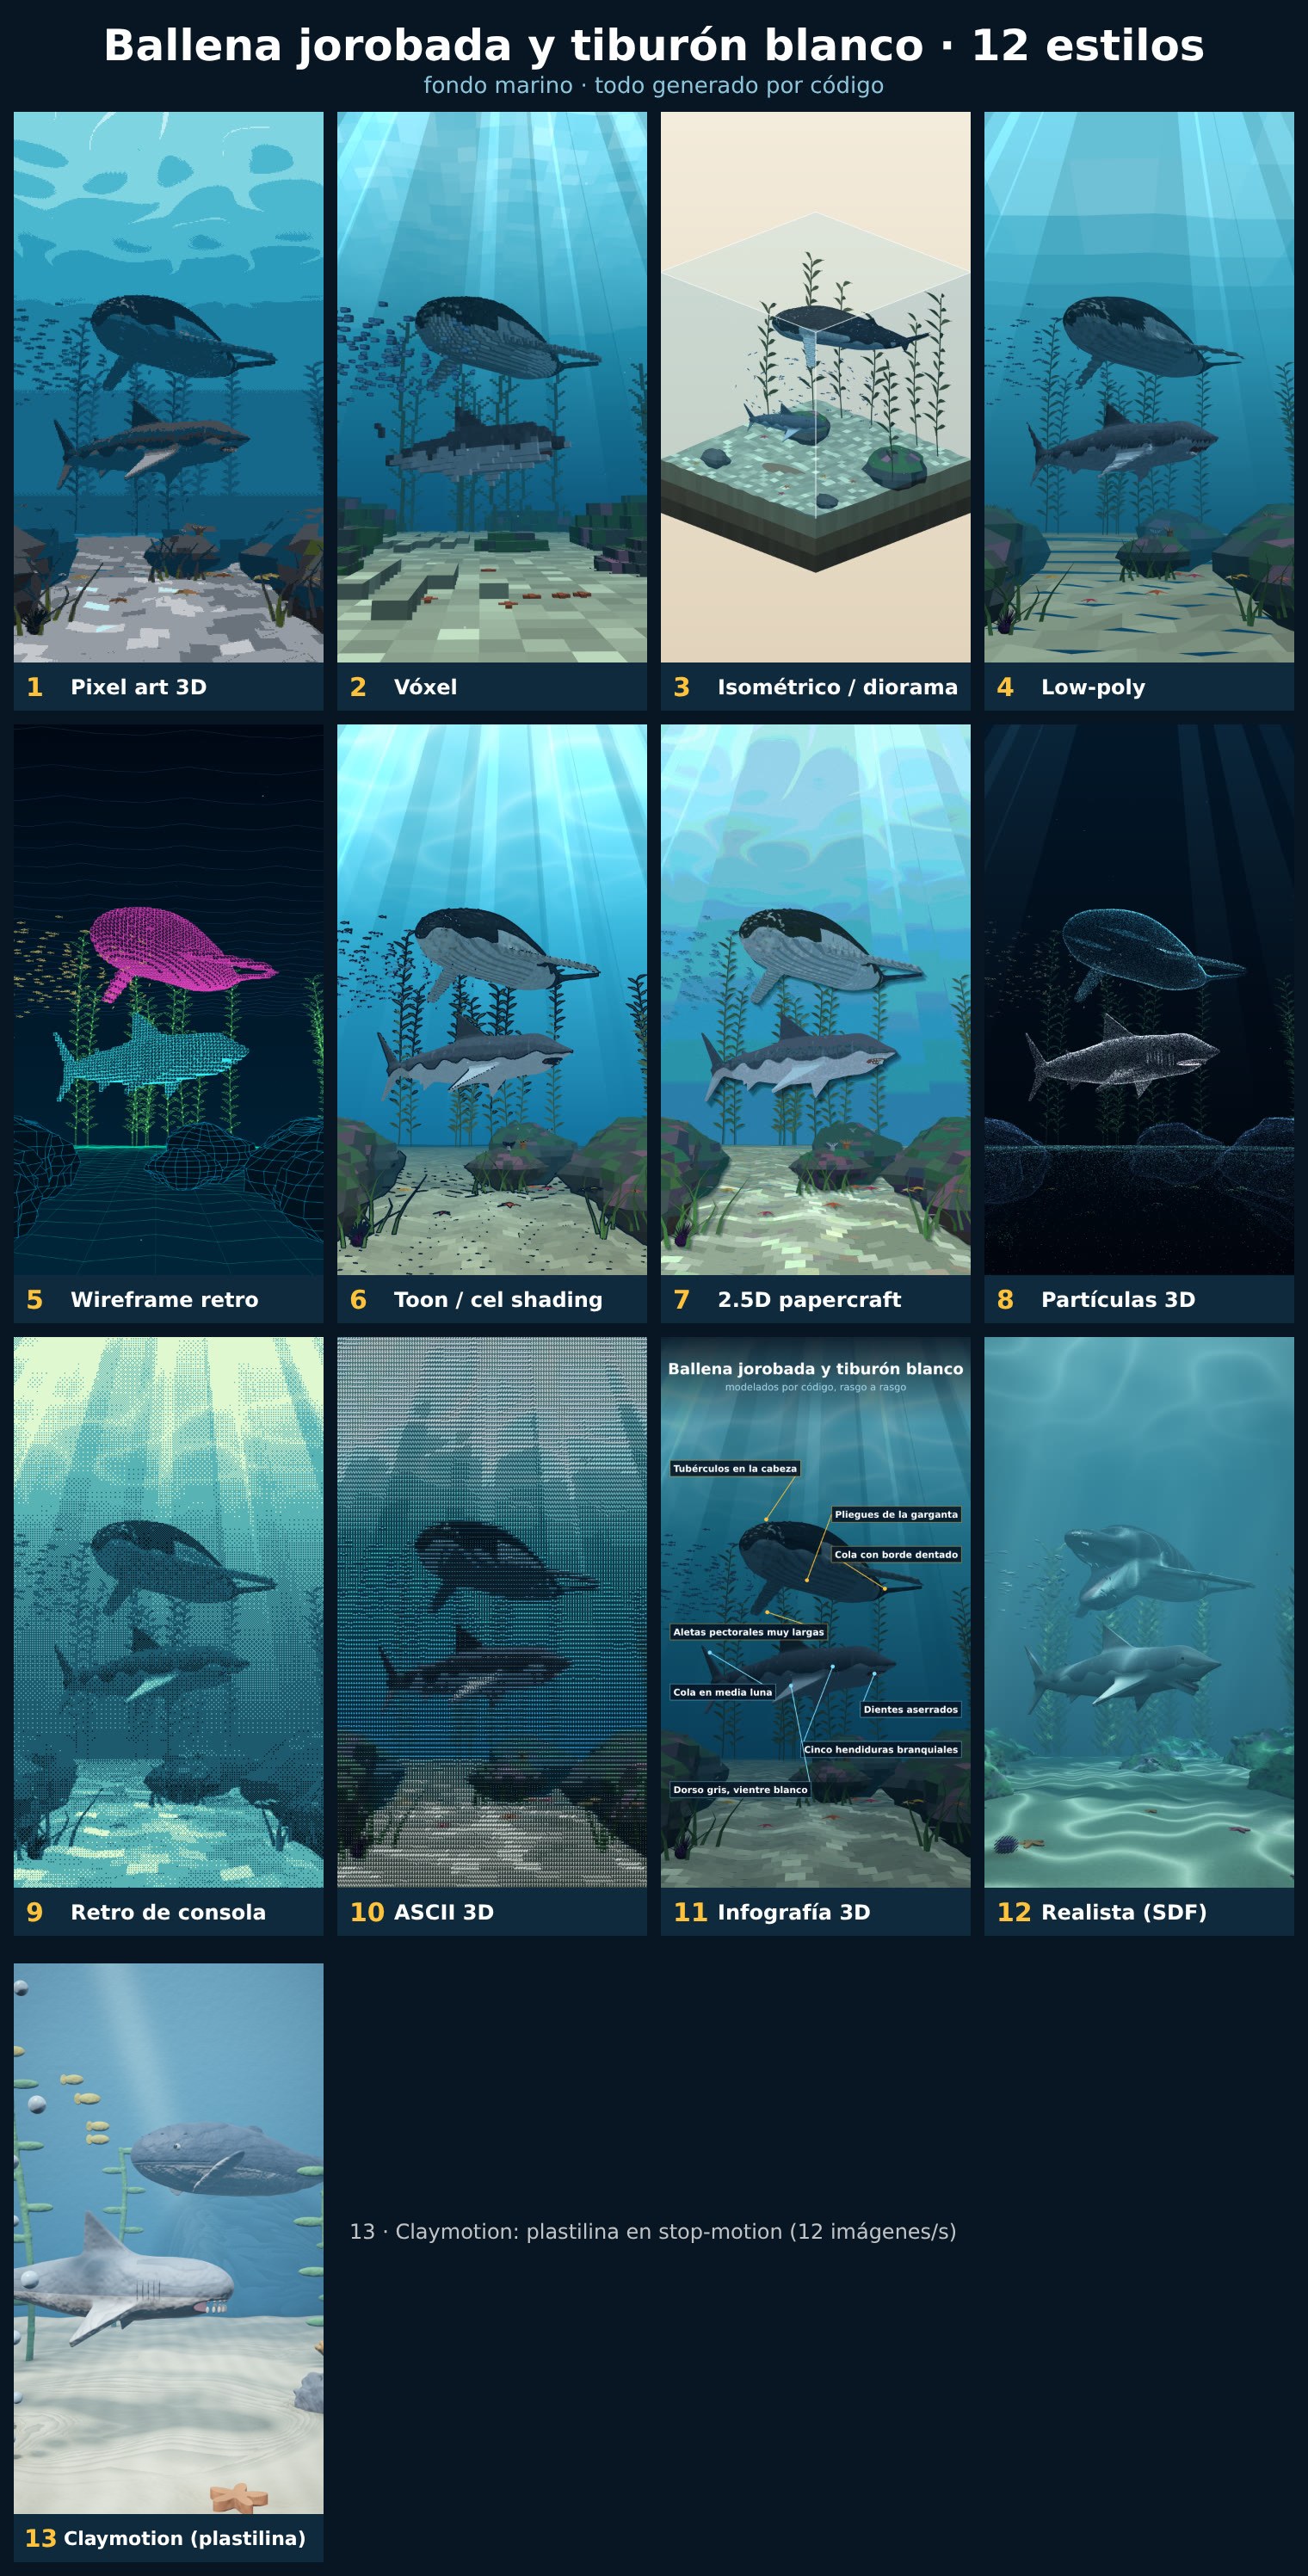 Ballena jorobada y tiburón blanco · 12 estilos
fondo marino · todo generado por código
1 Pixel art 3D
2 Vóxel
3 Isométrico / diorama
4 Low-poly
5 Wireframe retro
6 Toon / cel shading
7 2.5D papercraft
8 Partículas 3D
Ballena jorobada y tiburón blanco
modelados por código, rasgo a rasgo
Tubérculos en la cabeza
Pliegues de la garganta
Cola con borde dentado
Aletas pectorales muy largas
Cola en media luna
Dientes aserrados
Cinco hendiduras branquiales
Dorso gris, vientre blanco
9 Retro de consola
10 ASCII 3D
11 Infografía 3D
12 Realista (SDF)
13 · Claymotion: plastilina en stop-motion (12 imágenes/s)
13 Claymotion (plastilina)